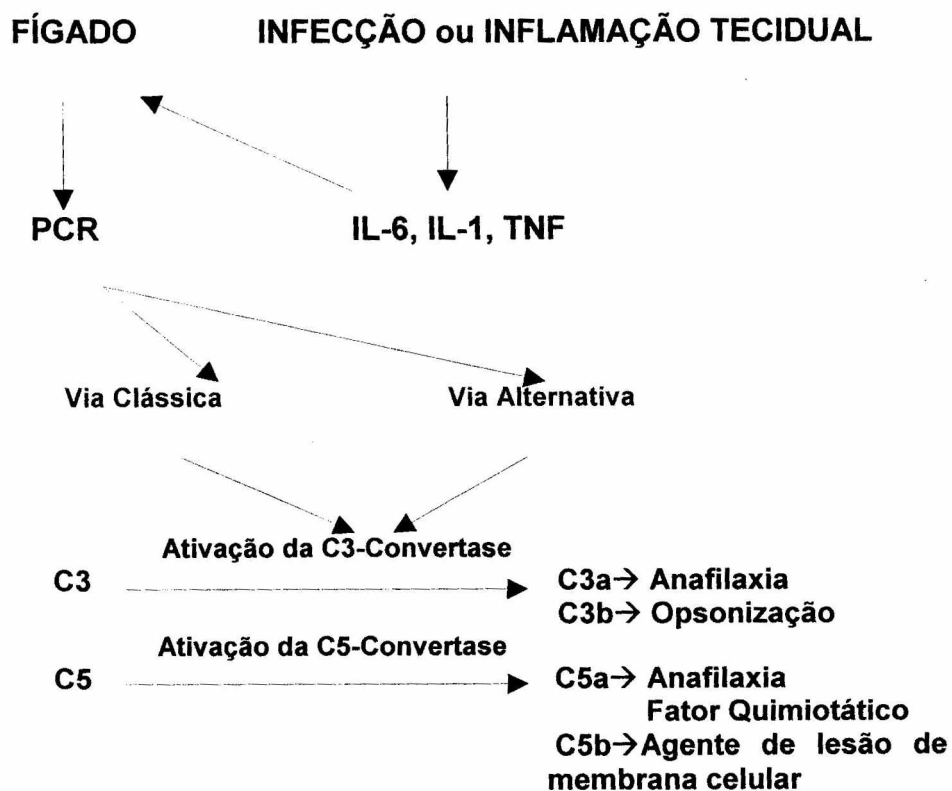 FÍGADO INFECÇÃO ou INFLAMAÇÃO TECIDUAL
PCR IL-6, IL-1, TNF
Via Clássica Via Alternativa
Ativação da C3-Convertase
C3 C3a→ Anafilaxia
C3b→ Opsonização
Ativação da C5-Convertase
C5 C5a→ Anafilaxia
Fator Quimiotático
C5b→Agente de lesão de
membrana celular